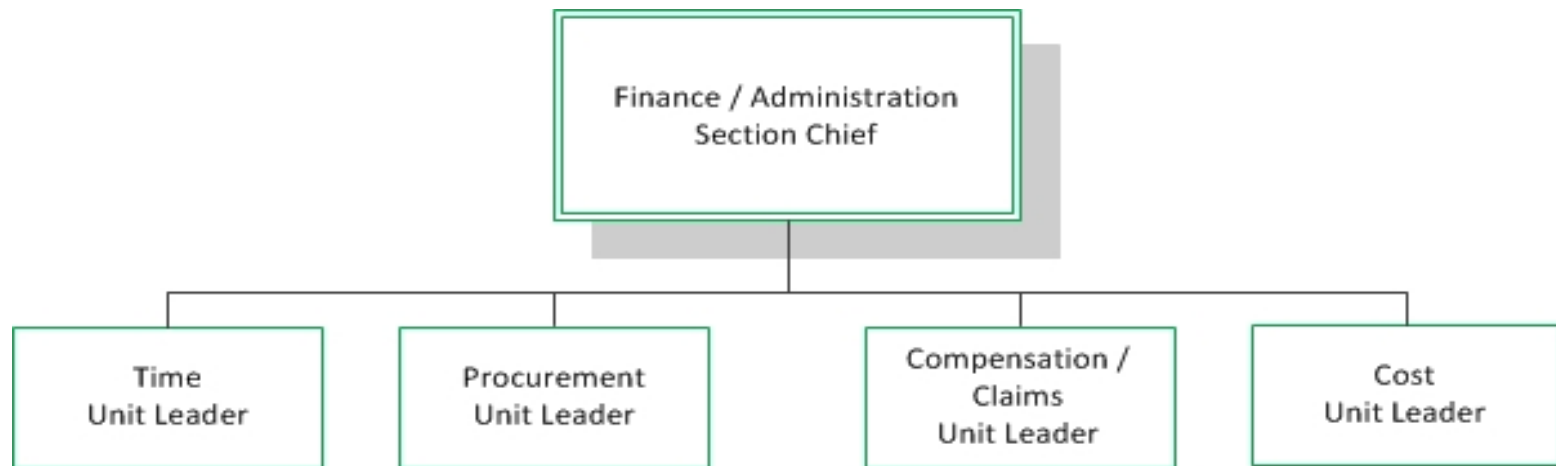 Finance / Administration
Section Chief
Time
Unit Leader
Procurement
Unit Leader
Compensation /
Claims
Unit Leader
Cost
Unit Leader